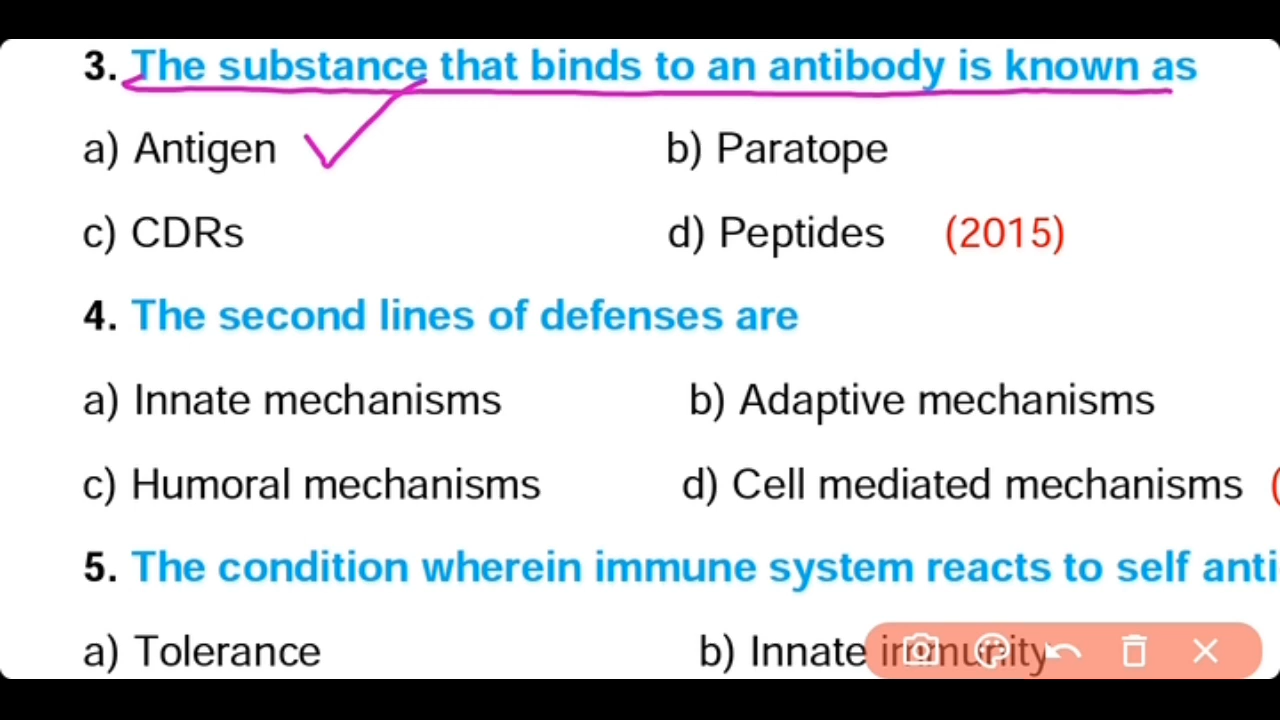 3. The substance that binds to an antibody is known as
a) Antigen b) Paratope
c) CDRs d) Peptides (2015)
4. The second lines of defenses are
a) Innate mechanisms b) Adaptive mechanisms
c) Humoral mechanisms d) Cell mediated mechanisms (
5. The condition wherein immune system reacts to self anti
a) Tolerance b) Innate immunity